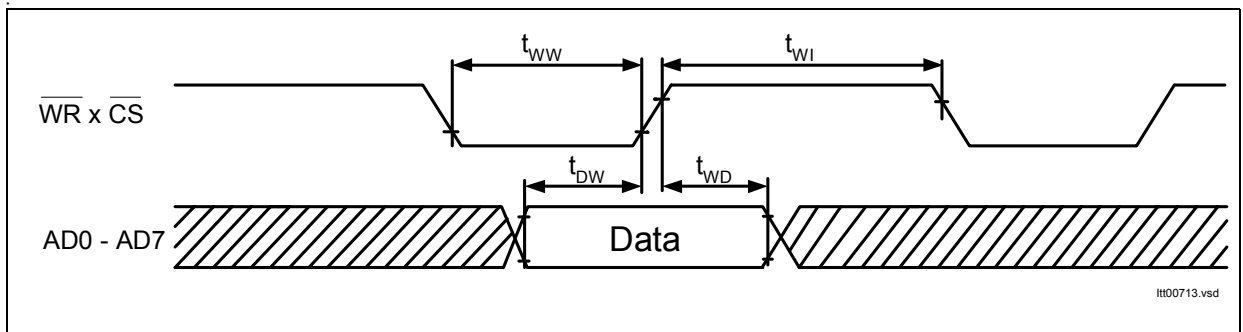 .
tWW
tWI
WR x CS
tDW
tWD
AD0 - AD7
Data
ltt00713.vsd